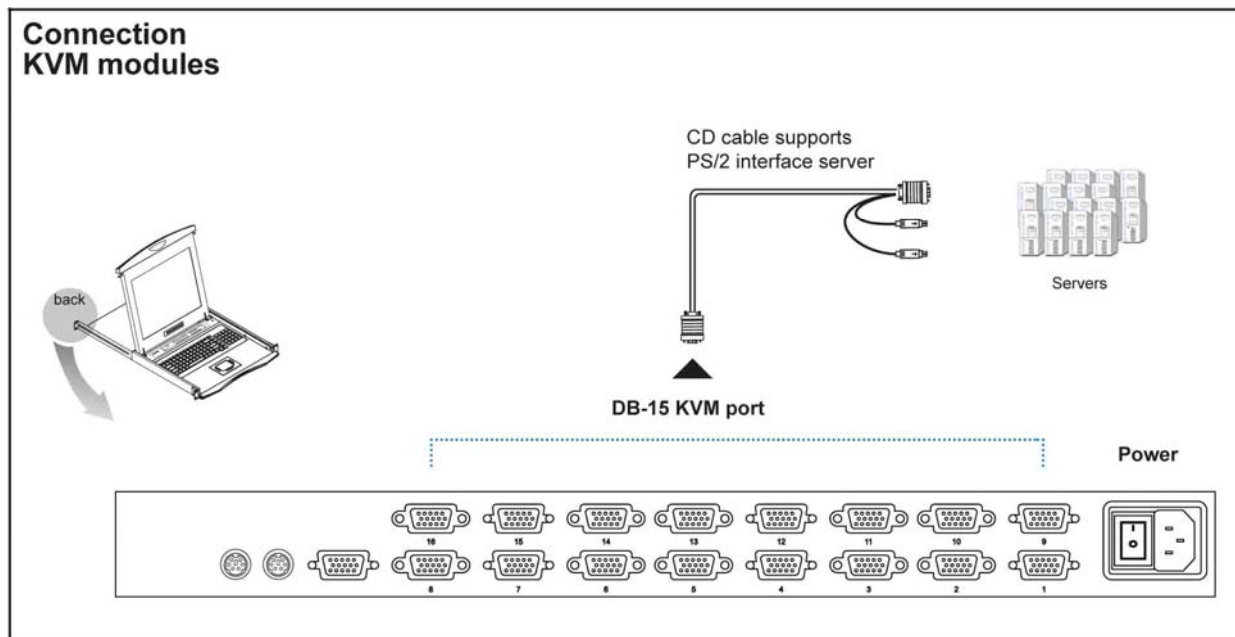 Connection
KVM modules
CD cable supports
PS/2 interface server
back
Servers
DB-15 KVM port
Power
16 15 14 13 12 11 10 9
8 7 6 5 4 3 2 1